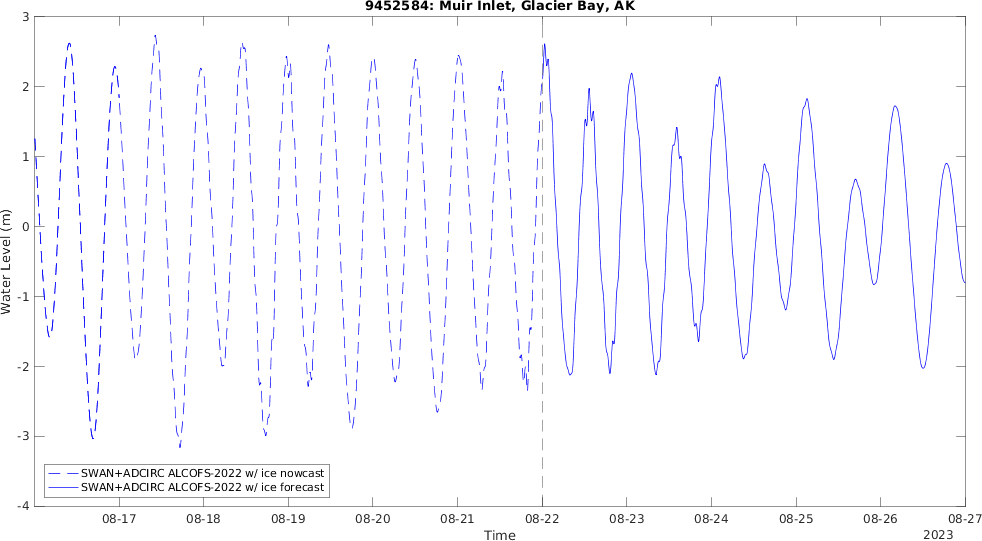 9452584: Muir Inlet, Glacier Bay, AK
3
2
1
0
-1
-2
-3
-4
Water Level (m)
SWAN+ADCIRC ALCOFS-2022 w/ ice nowcast
SWAN+ADCIRC ALCOFS-2022 w/ ice forecast
08-17 08-18 08-19 08-20 08-21 08-22 08-23 08-24 08-25 08-26 08-27
Time
2023